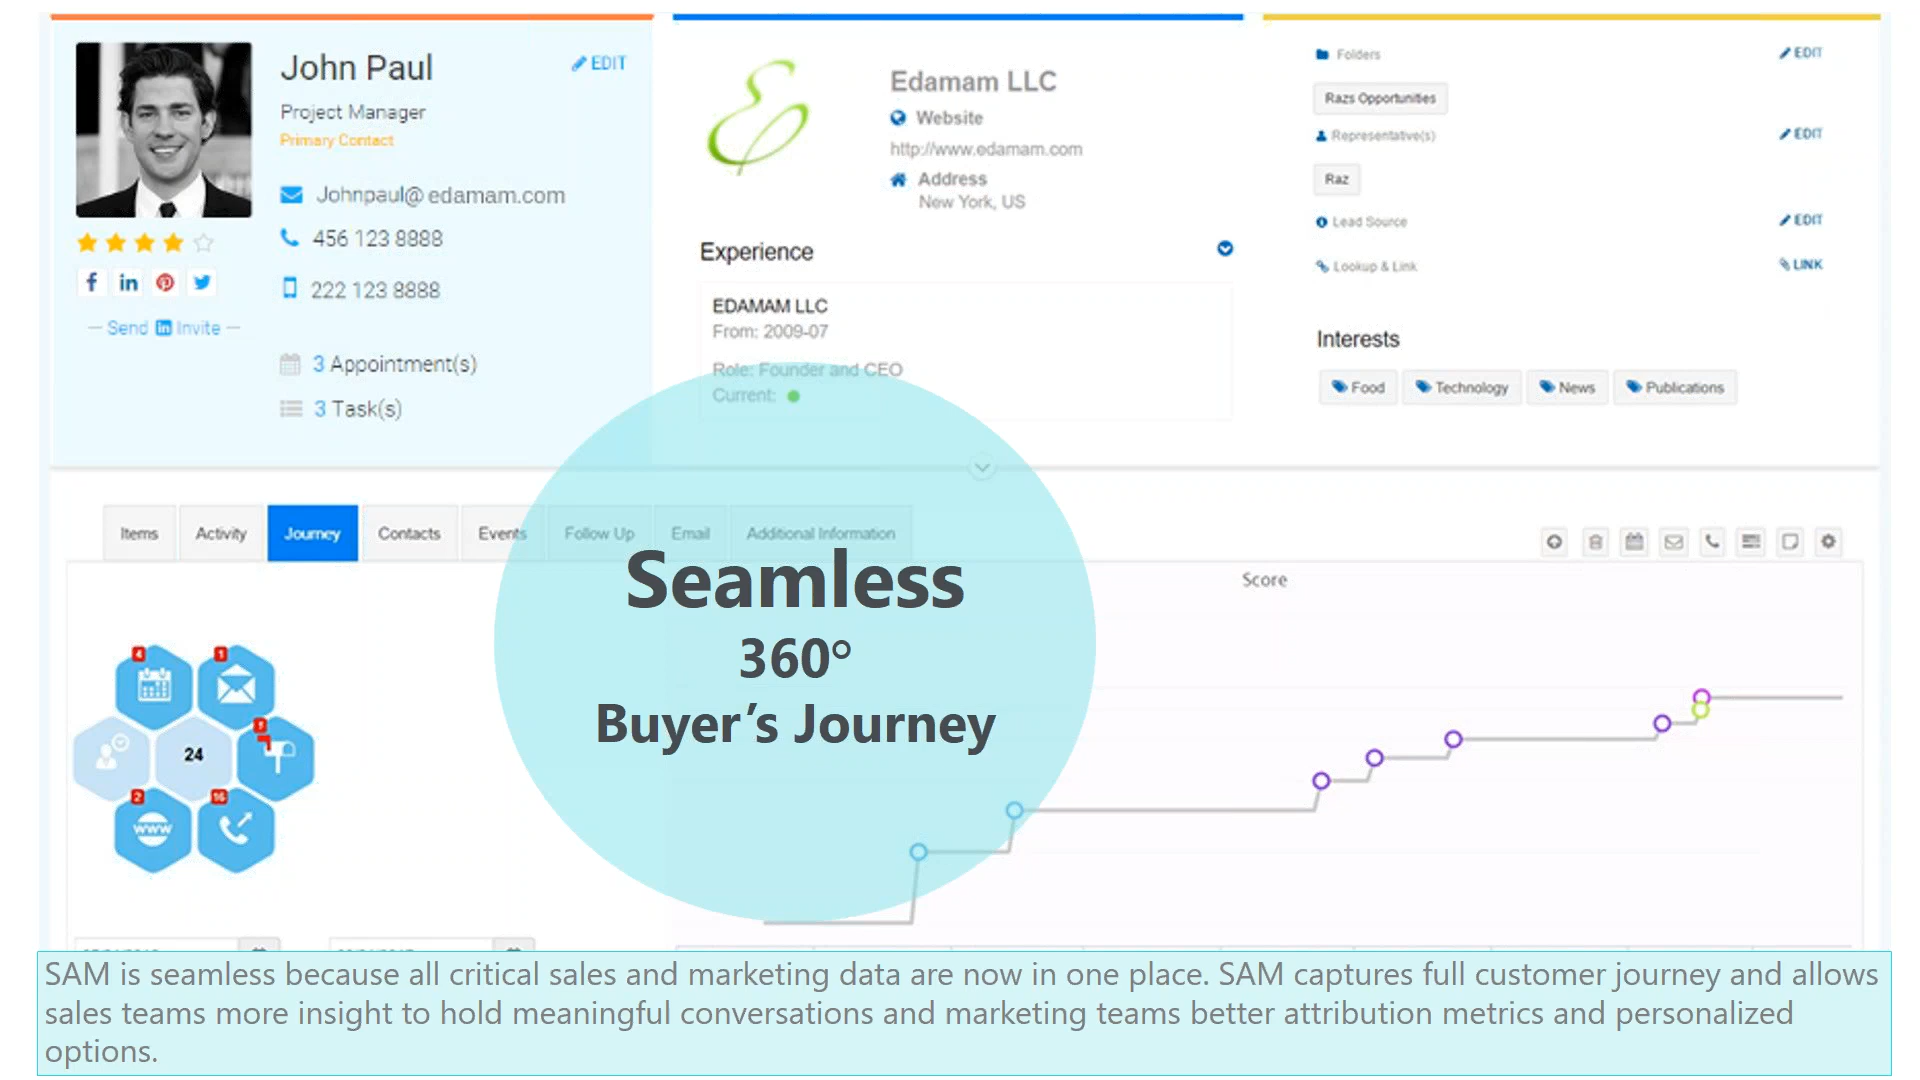 John Paul
EDIT
Project Manager
Primary Contact
Johnpaul@ edamam.com
456 123 8888
222 123 8888
Send in Invite
3 Appointment(s)
3 Task(s)
Edamam LLC
Website
http://www.edamam.com
Address
New York, US
Experience
EDAMAM LLC
From: 2009-07
Role: Founder and CEO
Current:
Folders
EDIT
Razs Opportunities
Representative(s)
EDIT
Raz
Lead Source
EDIT
Lookup & Link
LINK
Interests
Food
Technology
News
Publications
Items
Activity
Journey
Contacts
Events
Follow Up
Email
Additional Information
Seamless
360°
Buyer’s Journey
Score
4
1
24
2
16
www
SAM is seamless because all critical sales and marketing data are now in one place. SAM captures full customer journey and allows
sales teams more insight to hold meaningful conversations and marketing teams better attribution metrics and personalized
options.